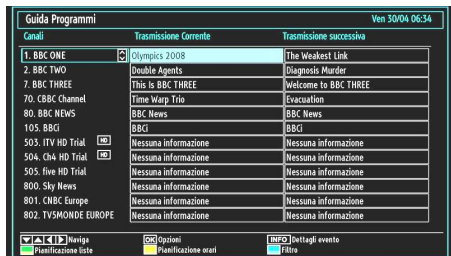 Guida Programmi Ven 30/04 06:34
Canali Trasmissione Corrente Trasmissione successiva
1. BBC ONE Olympics 2008 The Weakest Link
2. BBC TWO Double Agents Diagnosis Murder
7. BBC THREE This Is BBC THREE Welcome to BBC THREE
70. CBBC Channel Time Warp Trio Evacuation
80. BBC NEWS BBC News BBC News
105. BBCi BBCi BBCi
503. ITV HD Trial HD Nessuna informazione Nessuna informazione
504. Ch4 HD Trial HD Nessuna informazione Nessuna informazione
505. five HD Trial Nessuna informazione Nessuna informazione
800. Sky News Nessuna informazione Nessuna informazione
801. CNBC Europe Nessuna informazione Nessuna informazione
802. TV5MONDE EUROPE Nessuna informazione Nessuna informazione
Naviga OK Opzioni INFO Dettagli evento
Pianificazione liste Pianificazione orari Filtro